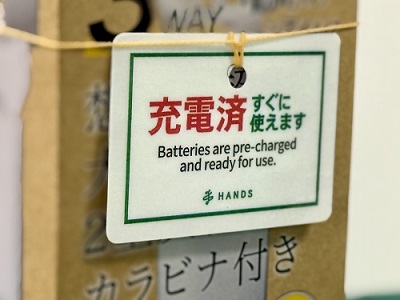 3
WAY
充電済 すぐに
使えます
Batteries are pre-charged
and ready for use.
HANDS
カラビナ付き